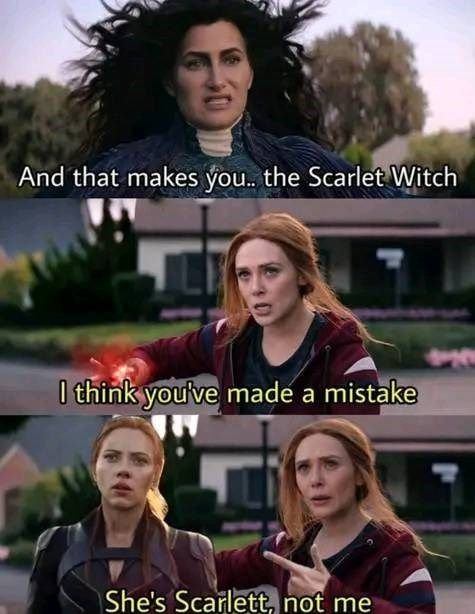 And that makes you.. the Scarlet Witch
I think you've made a mistake
She's Scarlett, not me